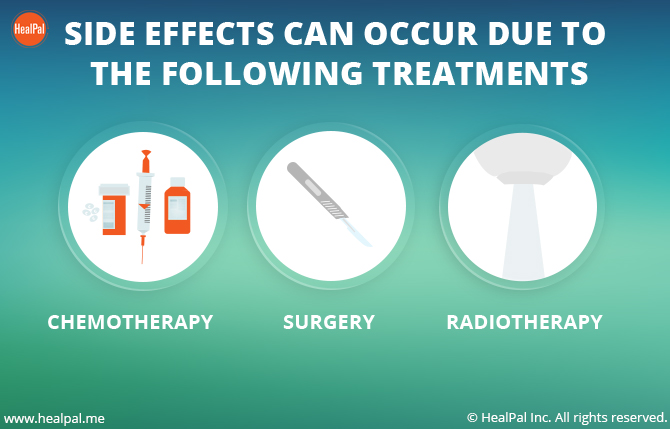 HealPal
SIDE EFFECTS CAN OCCUR DUE TO
THE FOLLOWING TREATMENTS
CHEMOTHERAPY
SURGERY
RADIOTHERAPY
www.healpal.me
© HealPal Inc. All rights reserved.